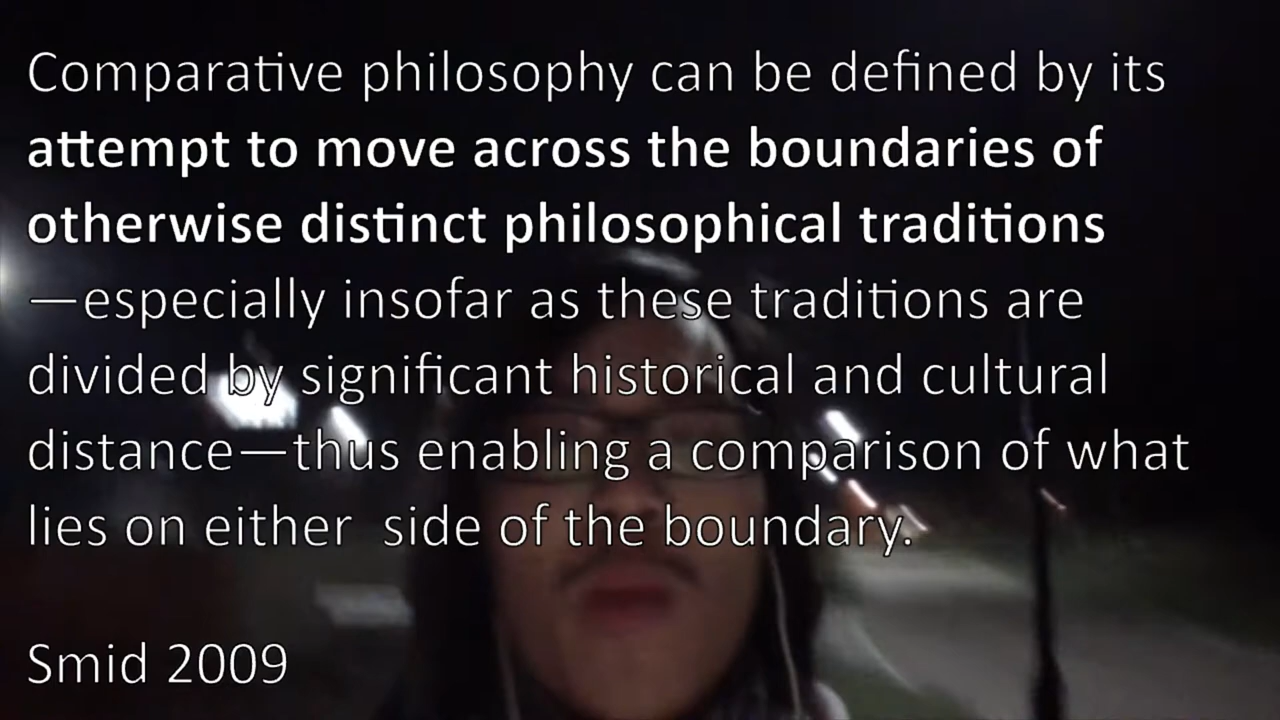 Comparative philosophy can be defined by its
attempt to move across the boundaries of
otherwise distinct philosophical traditions
—especially insofar as these traditions are
divided by significant historical and cultural
distance—thus enabling a comparison of what
lies on either  side of the boundary.
Smid 2009